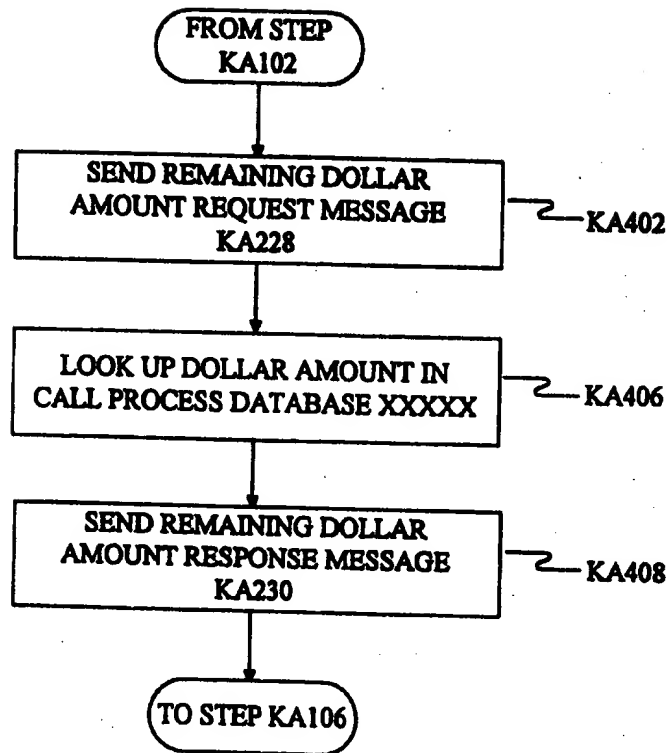 FROM STEP
KA102
SEND REMAINING DOLLAR
AMOUNT REQUEST MESSAGE
KA228
KA402
LOOK UP DOLLAR AMOUNT IN
CALL PROCESS DATABASE XXXXX
KA406
SEND REMAINING DOLLAR
AMOUNT RESPONSE MESSAGE
KA230
KA408
TO STEP KA106